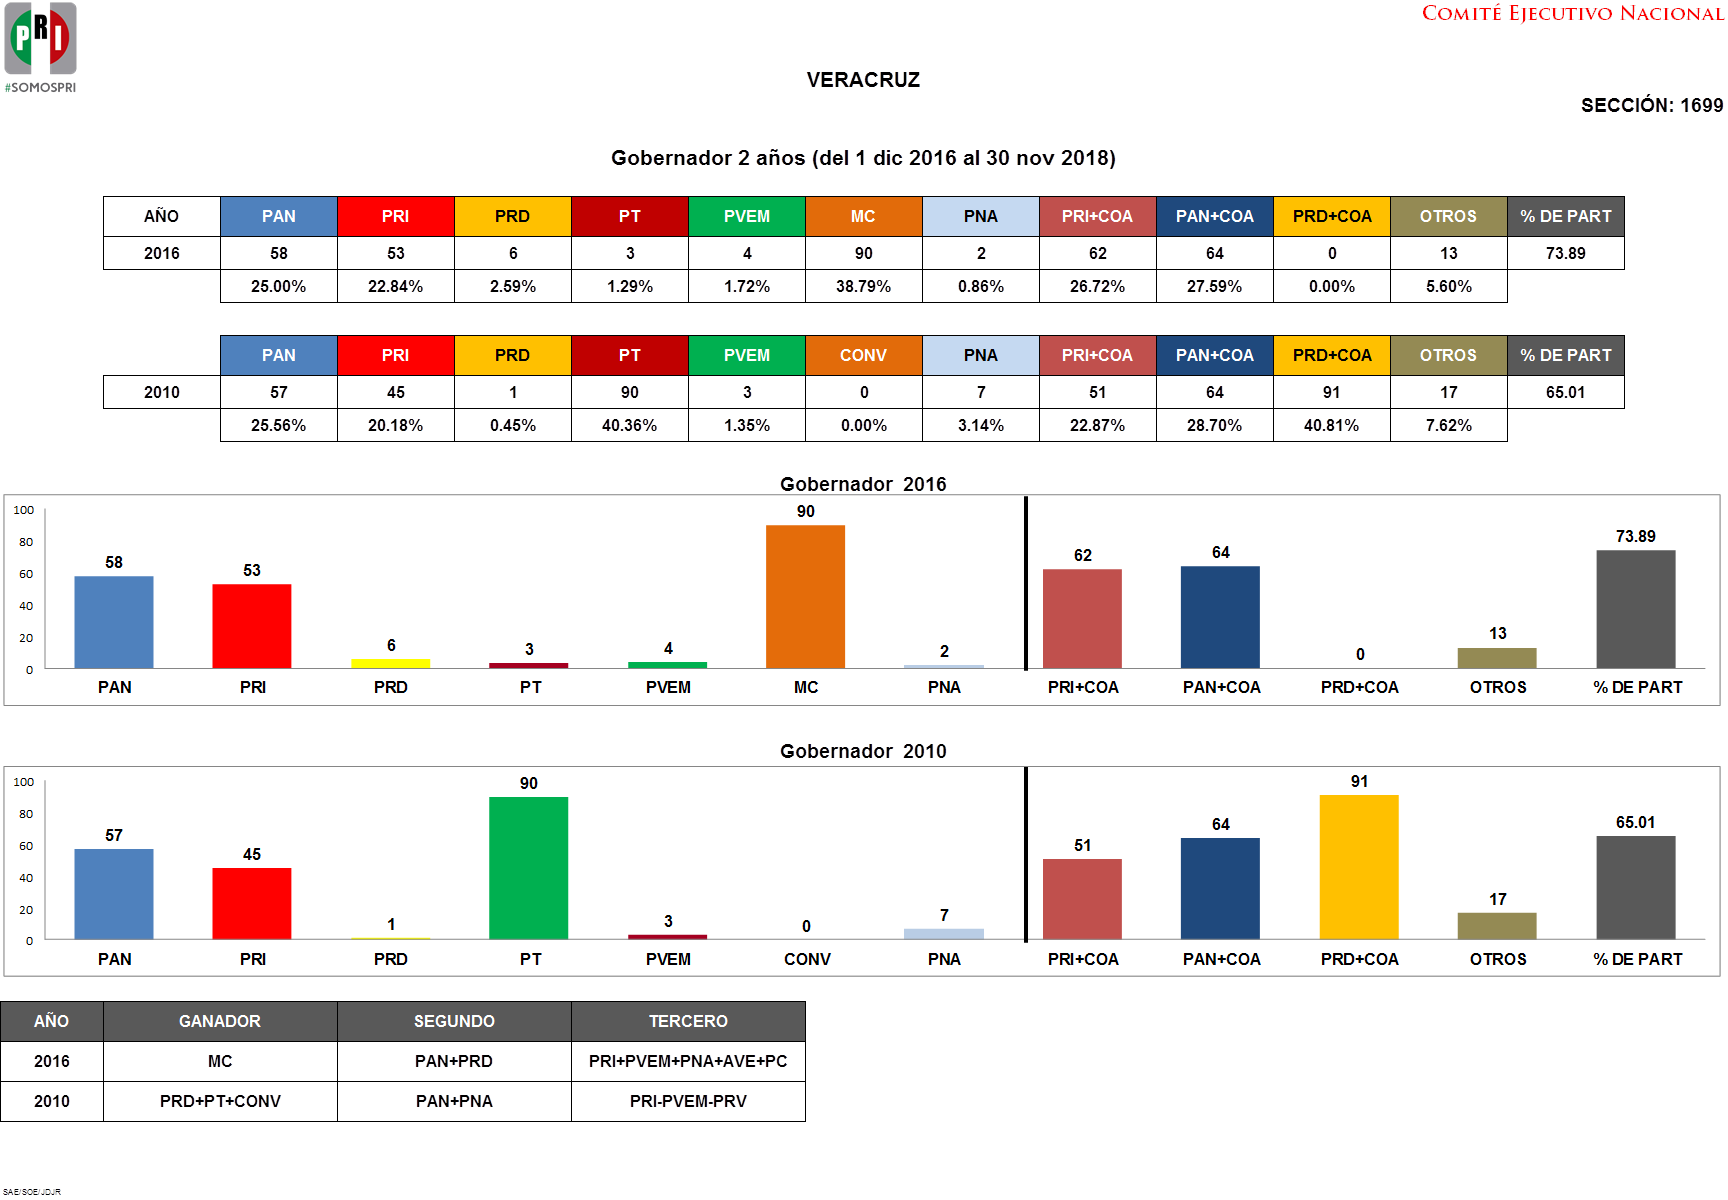 PRI
#SOMOSPRI
COMITÉ EJECUTIVO NACIONAL
VERACRUZ
SECCIÓN: 1699
Gobernador 2 años (del 1 dic 2016 al 30 nov 2018)
AÑO PAN PRI PRD PT PVEM MC PNA PRI+COA PAN+COA PRD+COA OTROS % DE PART
2016 58 53 6 3 4 90 2 62 64 0 13 73.89
25.00% 22.84% 2.59% 1.29% 1.72% 38.79% 0.86% 26.72% 27.59% 0.00% 5.60%
PAN PRI PRD PT PVEM CONV PNA PRI+COA PAN+COA PRD+COA OTROS % DE PART
2010 57 45 1 90 3 0 7 51 64 91 17 65.01
25.56% 20.18% 0.45% 40.36% 1.35% 0.00% 3.14% 22.87% 28.70% 40.81% 7.62%
Gobernador 2016
100
80
60
40
20
0
58 53 6 3 4 90 2 62 64 0 13 73.89
PAN PRI PRD PT PVEM MC PNA PRI+COA PAN+COA PRD+COA OTROS % DE PART
Gobernador 2010
100
80
60
40
20
0
57 45 1 90 3 0 7 51 64 91 17 65.01
PAN PRI PRD PT PVEM CONV PNA PRI+COA PAN+COA PRD+COA OTROS % DE PART
AÑO GANADOR SEGUNDO TERCERO
2016 MC PAN+PRD PRI+PVEM+PNA+AVE+PC
2010 PRD+PT+CONV PAN+PNA PRI-PVEM-PRV
SAE/SOE/JDJR